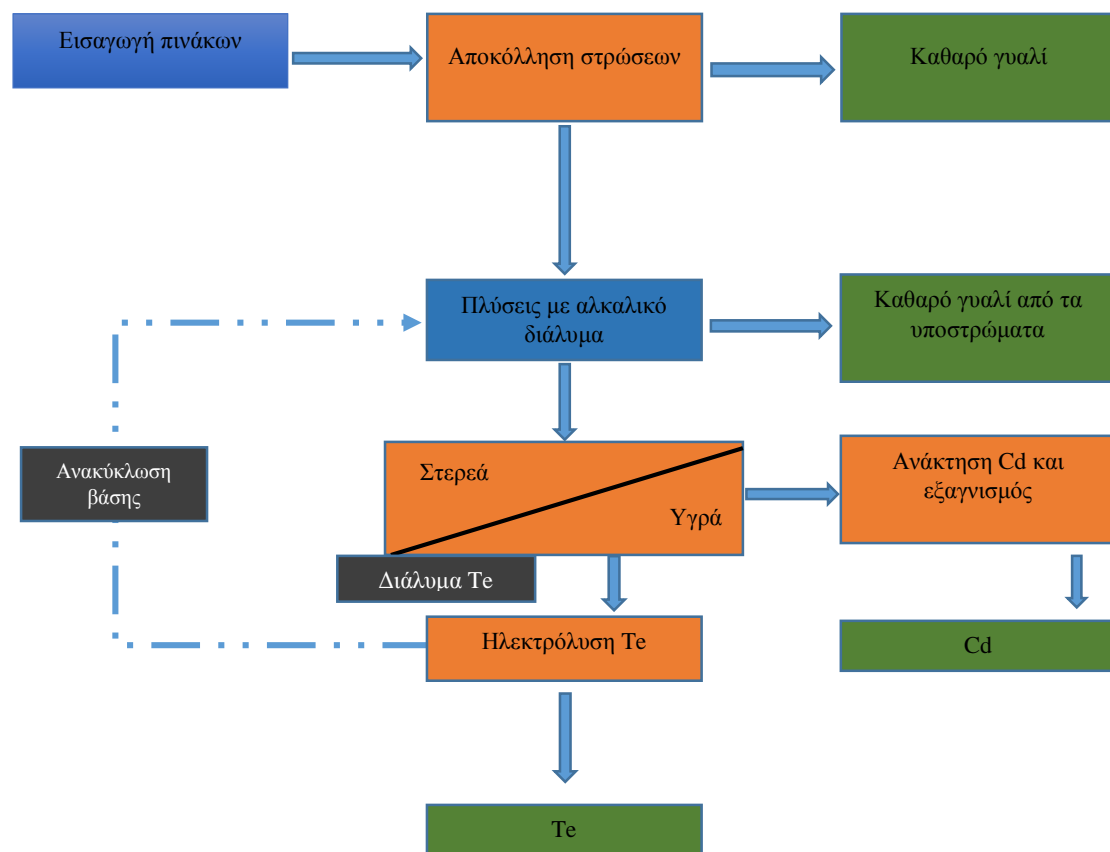 Εισαγωγή πινάκων
Αποκόλληση στρώσεων
Καθαρό γυαλί
Πλύσεις με αλκαλικό
διάλυμα
Καθαρό γυαλί από τα
υποστρώματα
Ανακύκλωση
βάσης
Στερεά
Υγρά
Ανάκτηση Cd και
εξαγνισμός
Διάλυμα Te
Ηλεκτρόλυση Te
Cd
Te